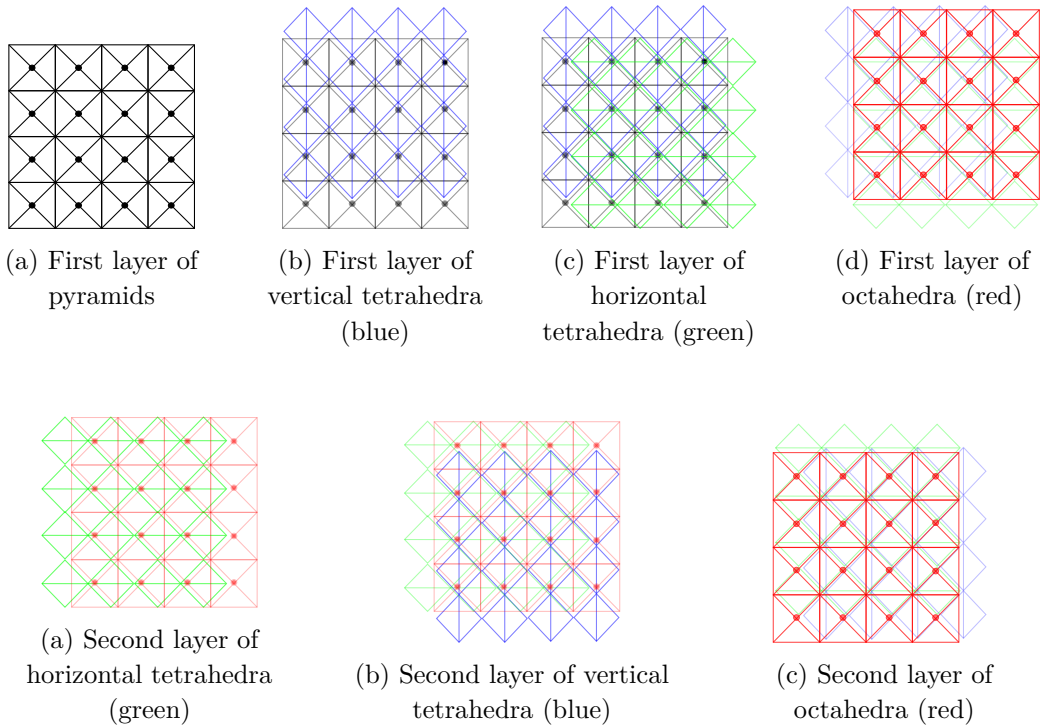 (a) First layer of
pyramids
(b) First layer of
vertical tetrahedra
(blue)
(c) First layer of
horizontal
tetrahedra (green)
(d) First layer of
octahedra (red)
(a) Second layer of
horizontal tetrahedra
(green)
(b) Second layer of vertical
tetrahedra (blue)
(c) Second layer of
octahedra (red)